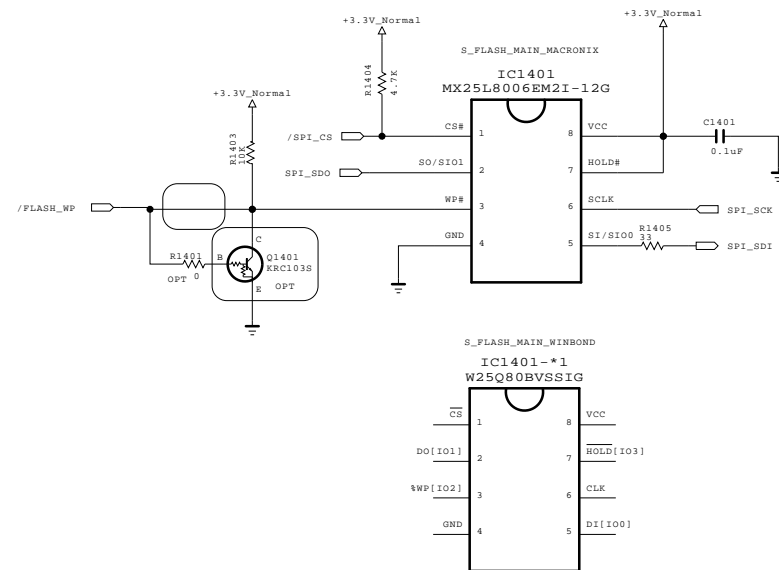 +3.3V_Normal
+3.3V_Normal
S_FLASH_MAIN_MACRONIX
R1404
4.7K
IC1401
MX25L8006EM2I-12G
+3.3V_Normal
/SPI_CS
CS#
1
8
VCC
C1401
0.1uF
R1403
10K
SPI_SDO
SO/SIO1
2
7
HOLD#
/FLASH_WP
WP#
3
6
SCLK
SPI_SCK
GND
4
5
SI/SIO0
R1405
33
SPI_SDI
R1401
OPT
0
B
C
E
Q1401
KRC103S
OPT
S_FLASH_MAIN_WINBOND
IC1401-*1
W25Q80BVSSIG
CS
1
8
VCC
DO[IO1]
2
7
HOLD[IO3]
%WP[IO2]
3
6
CLK
GND
4
5
DI[IO0]